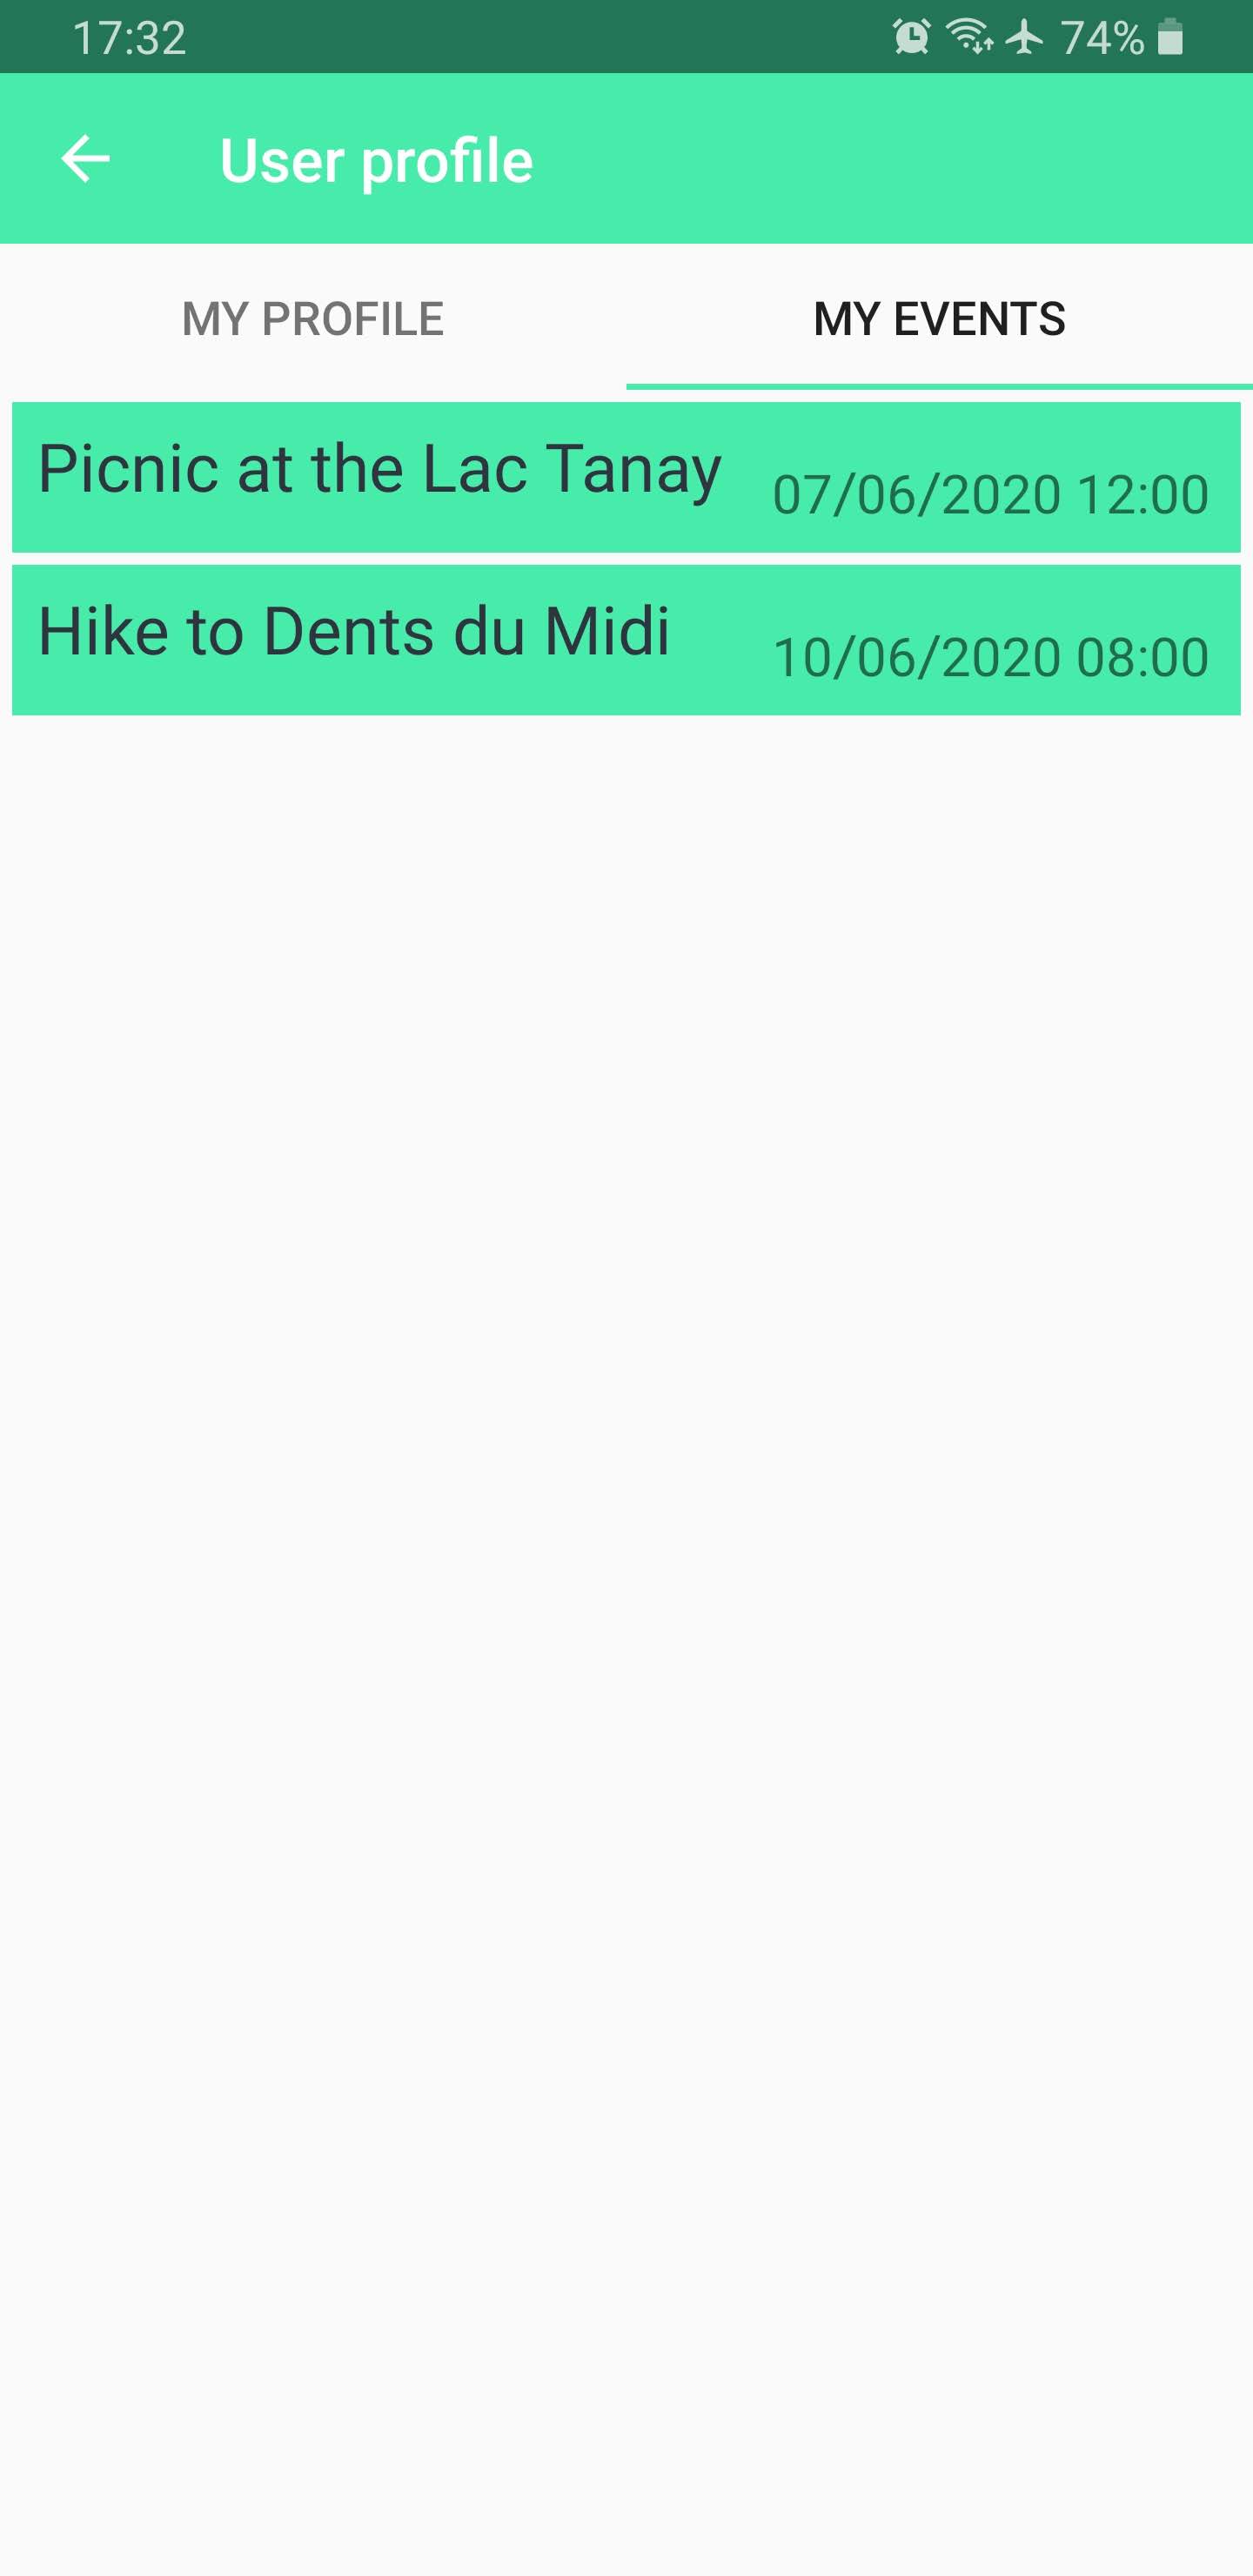 17:32 74%
User profile
MY PROFILE MY EVENTS
Picnic at the Lac Tanay 07/06/2020 12:00
Hike to Dents du Midi 10/06/2020 08:00